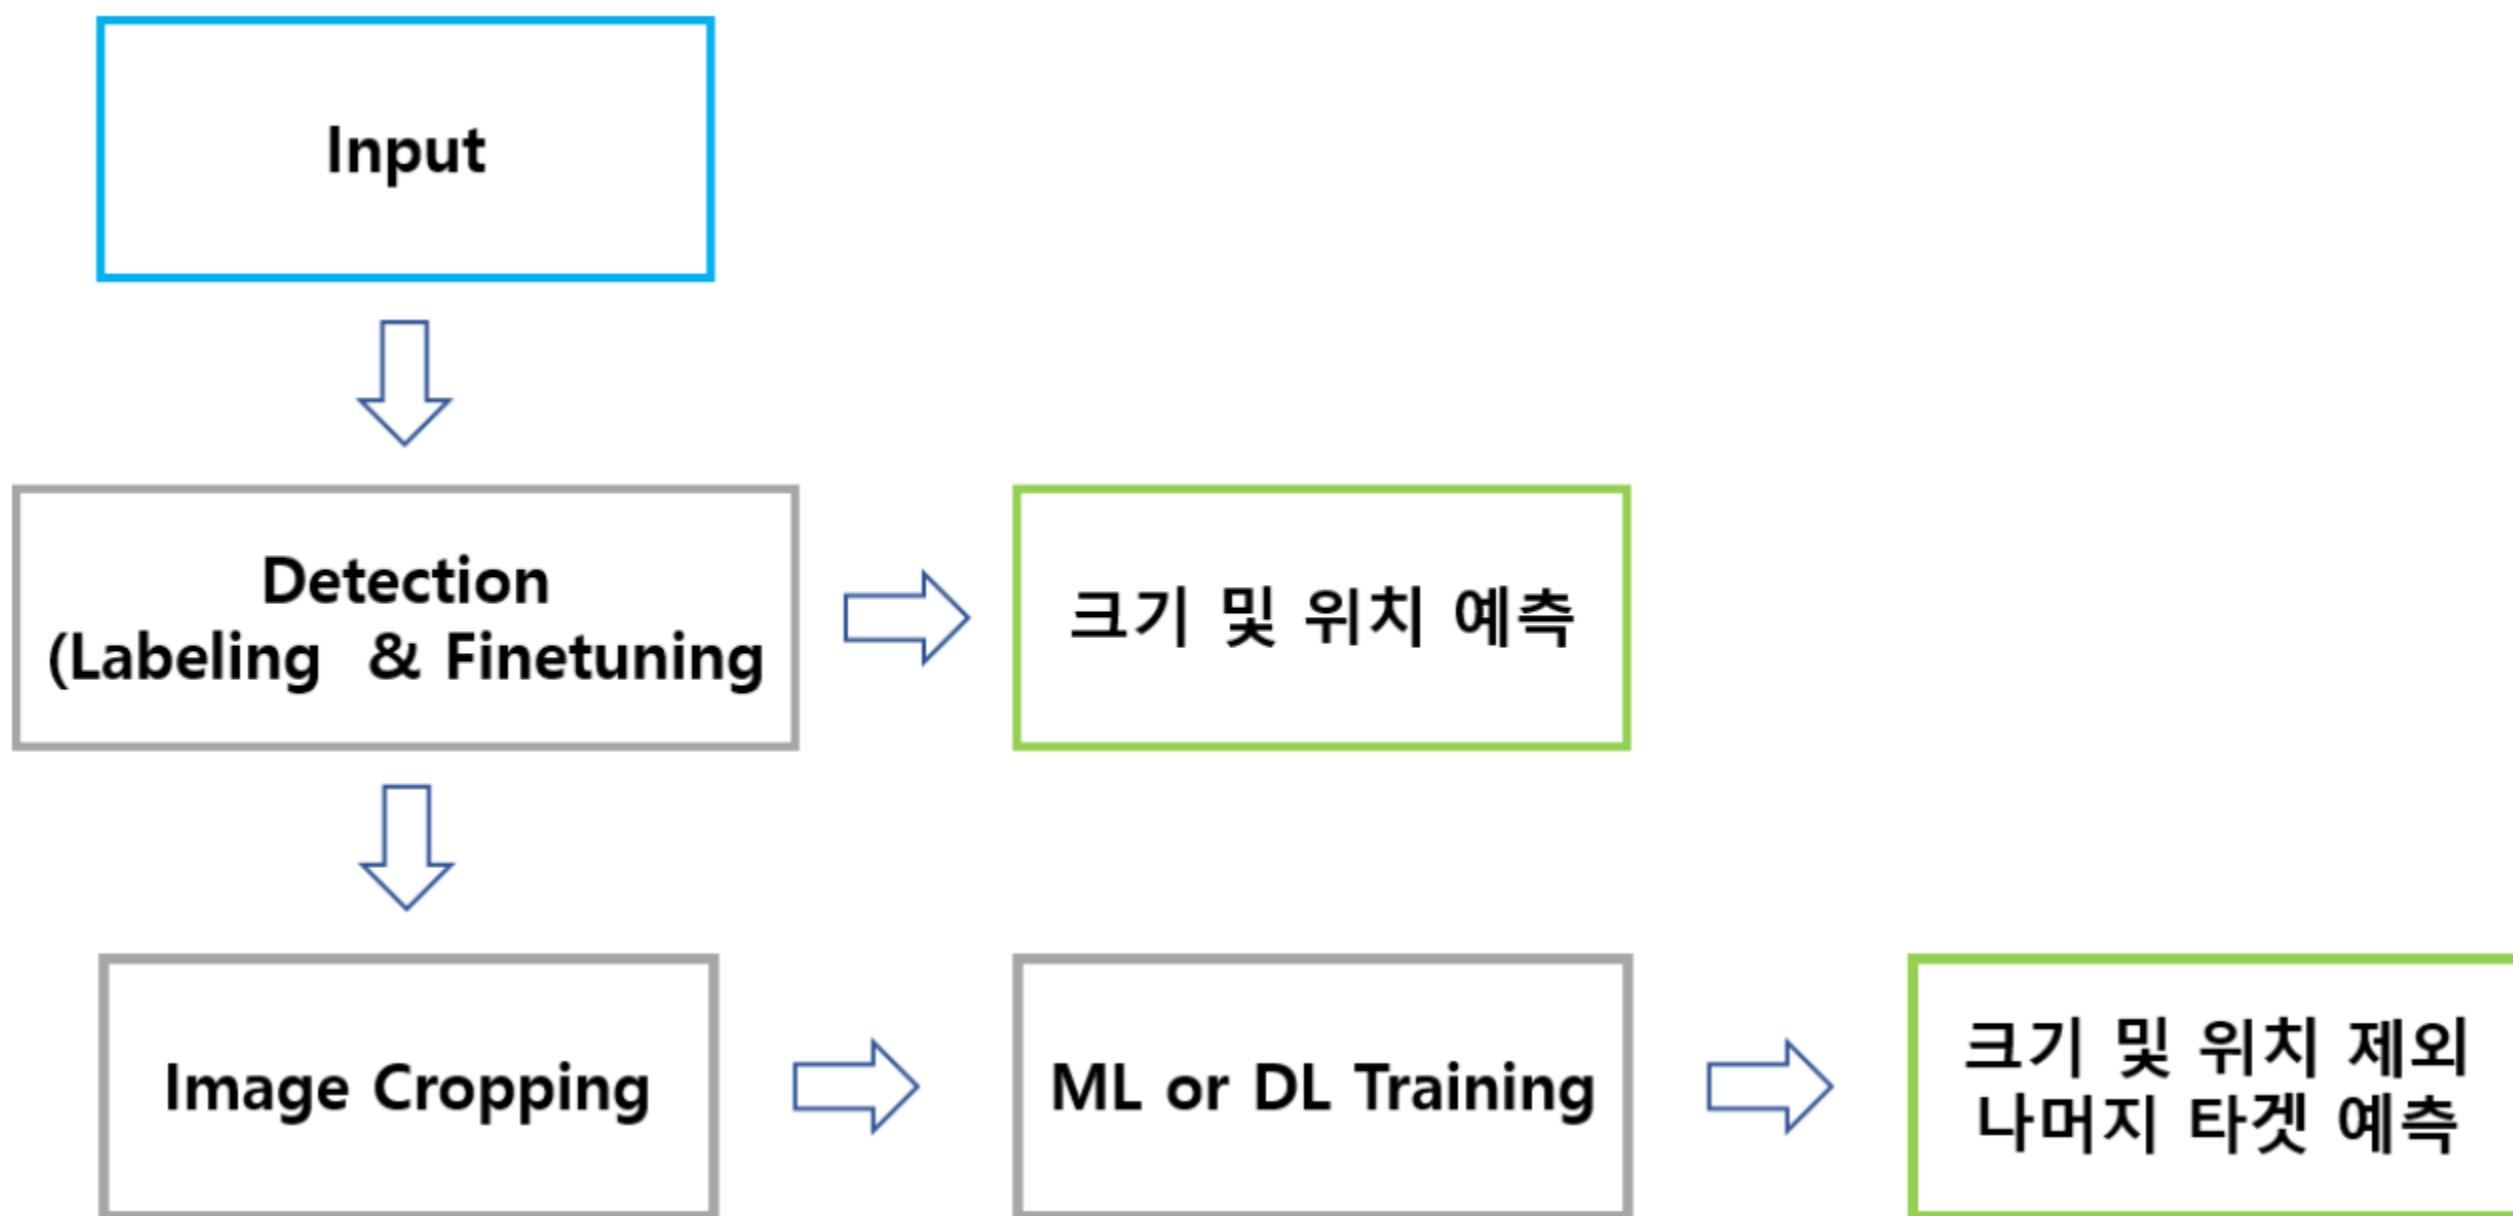 Input
Detection
(Labeling & Finetuning
크기 및 위치 예측
Image Cropping
ML or DL Training
크기 및 위치 제외
나머지 타겟 예측